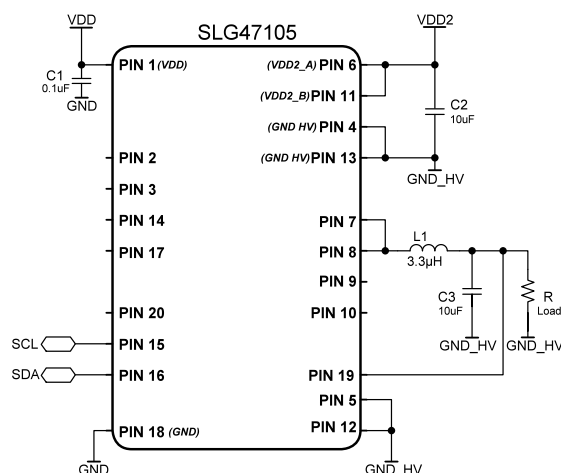 VDD
VDD2
SLG47105
PIN 1 (VDD)
(VDD2_A) PIN 6
C1
0.1uF
GND
(VDD2_B) PIN 11
C2
10uF
(GND HV) PIN 4
PIN 2
(GND HV) PIN 13
GND_HV
PIN 3
PIN 14
PIN 7
PIN 17
PIN 8
L1
3.3µH
PIN 9
C3
10uF
R
Load
PIN 20
PIN 10
SCL
PIN 15
GND_HV
GND_HV
SDA
PIN 16
PIN 19
PIN 5
PIN 18 (GND)
PIN 12
GND
GND_HV